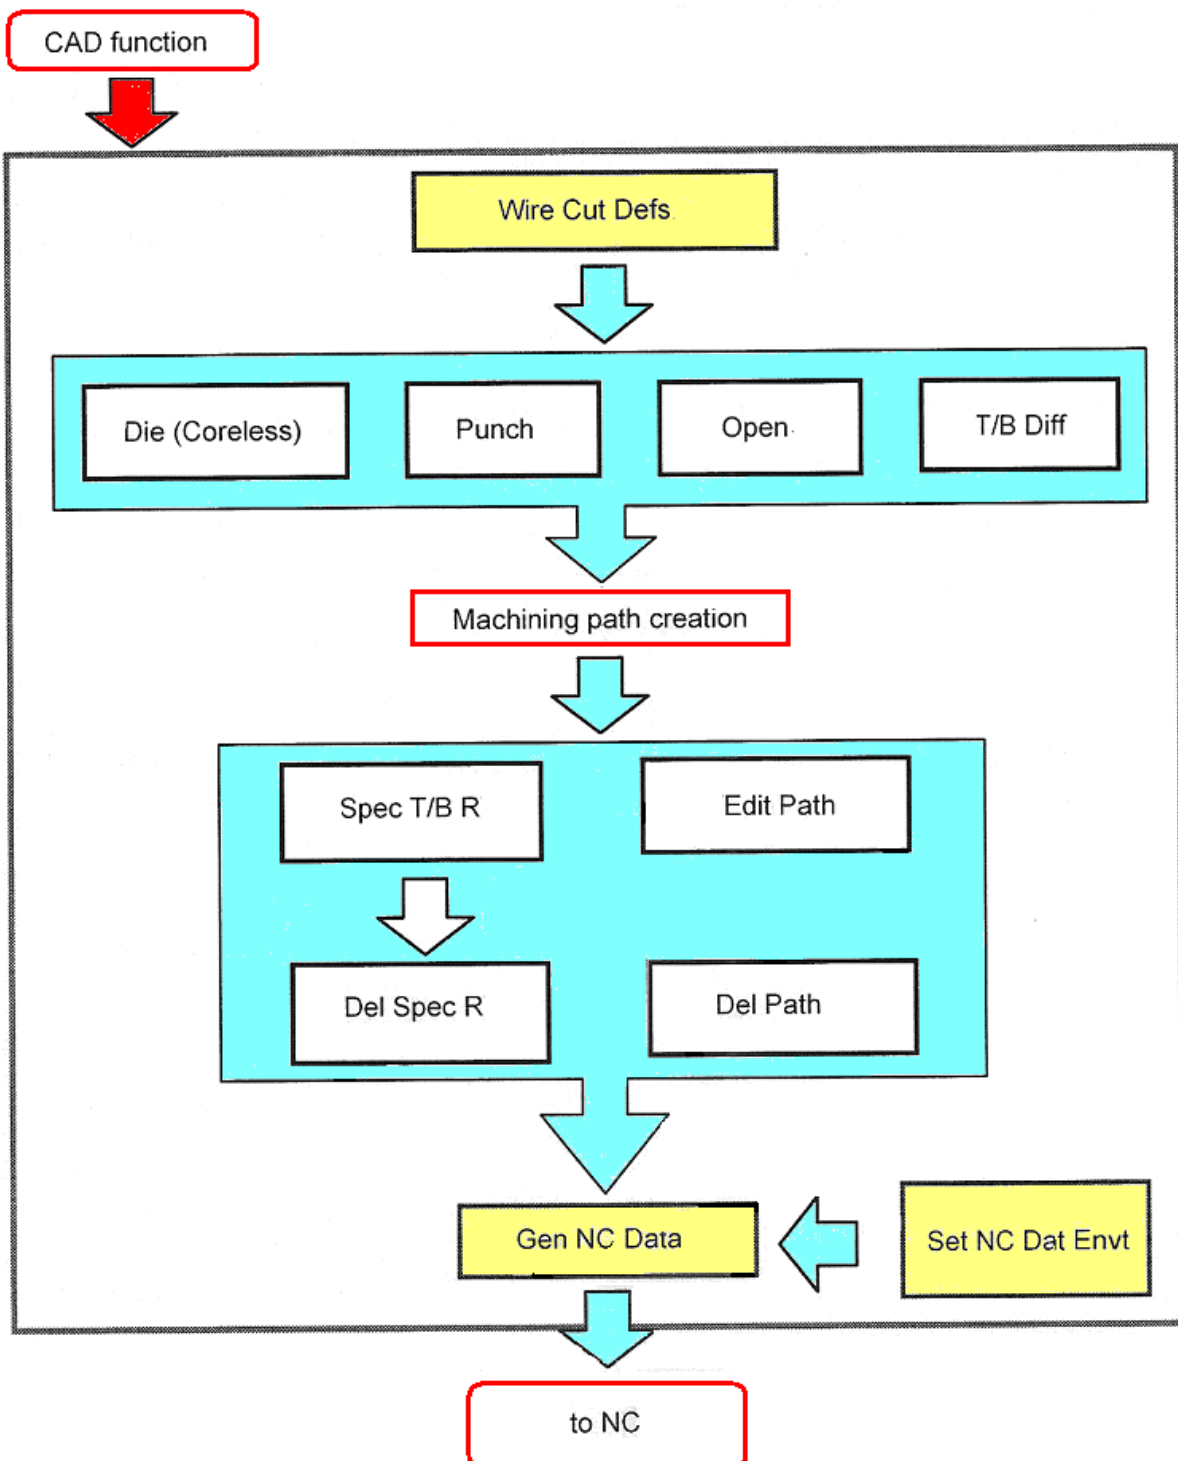 CAD function
Wire Cut Defs
Die (Coreless)
Punch
Open
T/B Diff
Machining path creation
Spec T/B R
Edit Path
Del Spec R
Del Path
Gen NC Data
Set NC Dat Envt
to NC